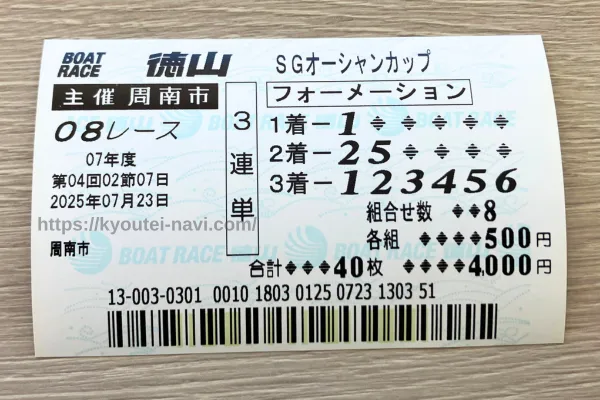 BOAT RACE 徳山 SGオーシャンカップ
主催 周南市
フォーメーション
08レース
3連単
1着-1◆◆◆◆◆
2着-25◆◆◆◆
3着-123456
07年度
第04回02節07日
2025年07月23日
https://kyoutei-navi.com/
周南市
組合せ数 ◆◆8
各組 ◆◆◆◆500円
合計◆◆◆40枚 ◆◆◆4,000円
BOAT RACE 徳山
13-003-0301 0010 1803 0125 0723 1303 51